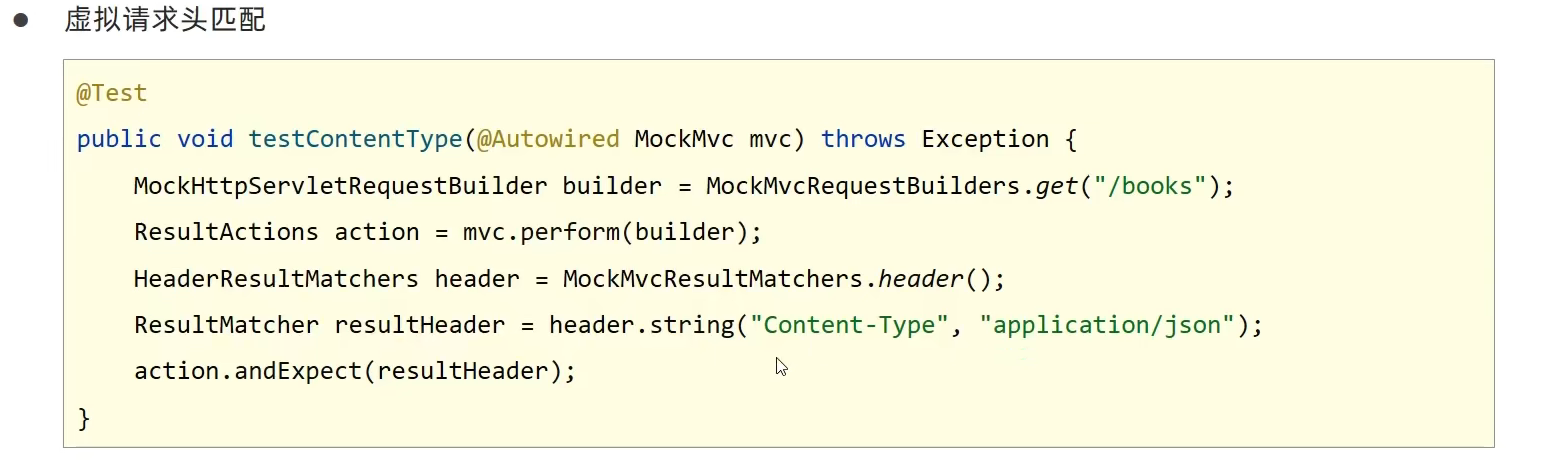 ● 虚拟请求头匹配
@Test
public void testContentType(@Autowired MockMvc mvc) throws Exception {
    MockHttpServletRequestBuilder builder = MockMvcRequestBuilders.get("/books");
    ResultActions action = mvc.perform(builder);
    HeaderResultMatchers header = MockMvcResultMatchers.header();
    ResultMatcher resultHeader = header.string("Content-Type", "application/json");
    action.andExpect(resultHeader);
}